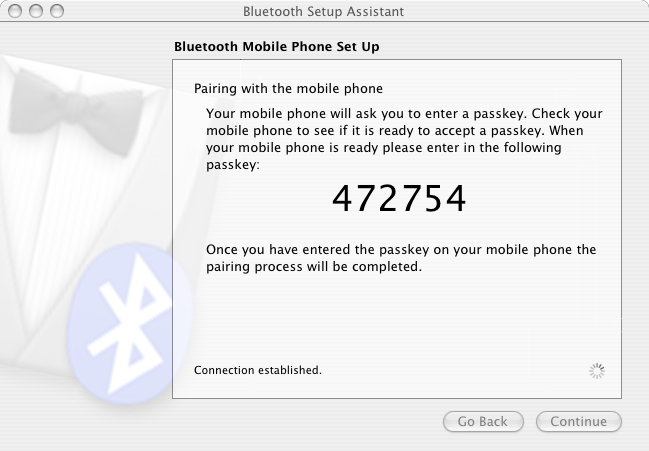 Bluetooth Setup Assistant
Bluetooth Mobile Phone Set Up
Pairing with the mobile phone
Your mobile phone will ask you to enter a passkey. Check your
mobile phone to see if it is ready to accept a passkey. When
your mobile phone is ready please enter in the following
passkey:
472754
Once you have entered the passkey on your mobile phone the
pairing process will be completed.
Connection established.
Go Back
Continue